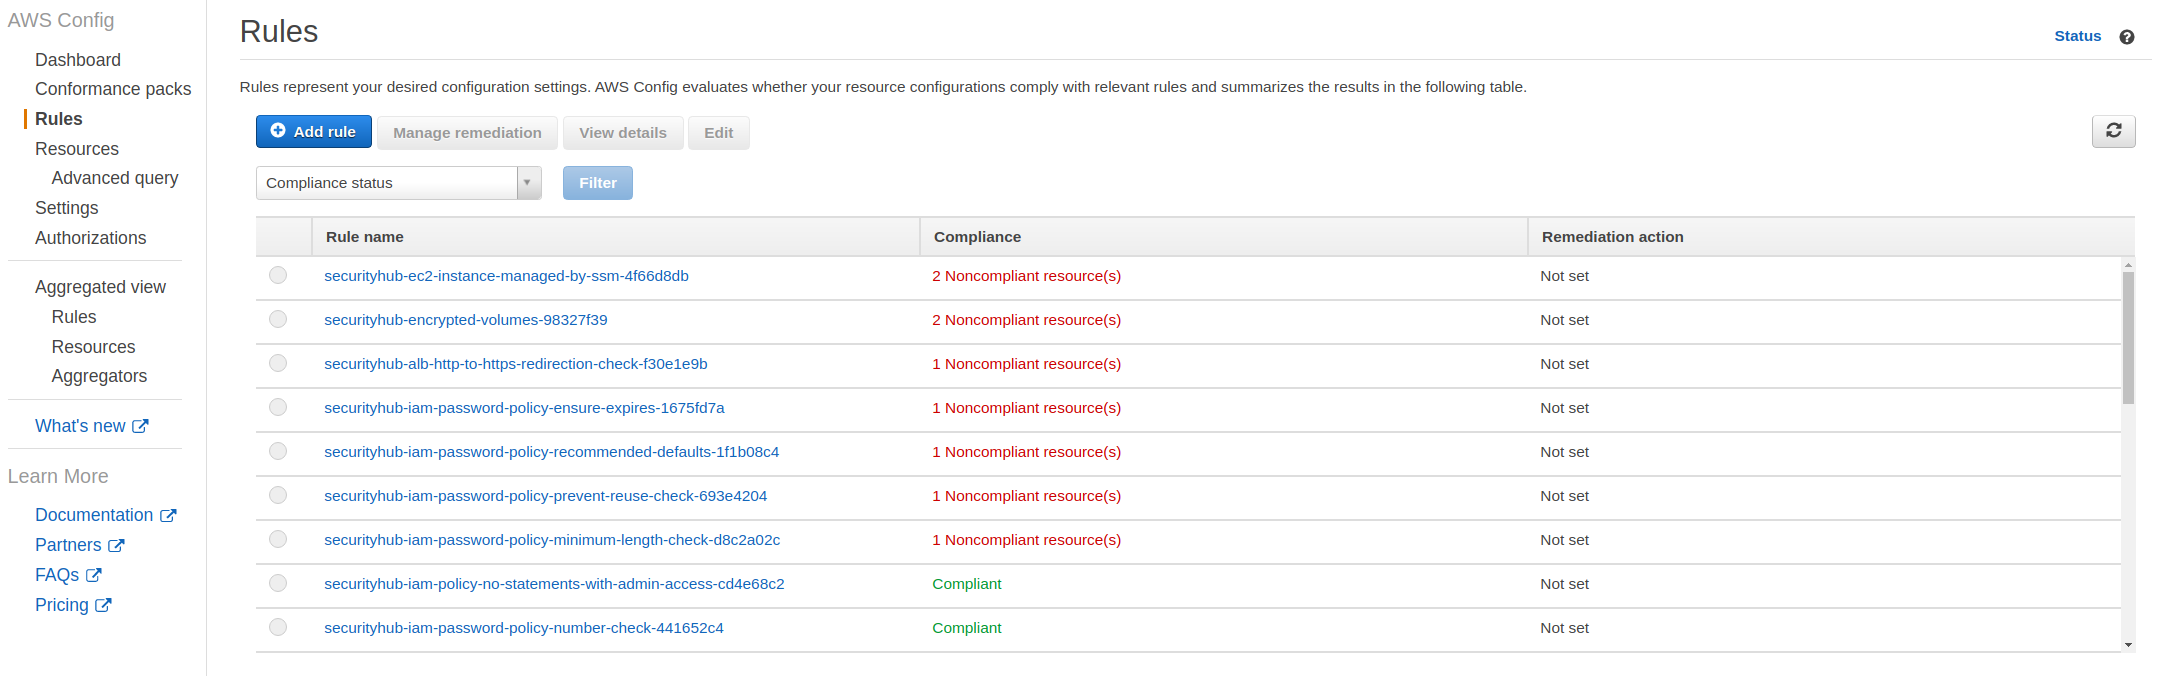 AWS Config
Dashboard
Conformance packs
Rules
Resources
Advanced query
Settings
Authorizations
Aggregated view
Rules
Resources
Aggregators
What's new
Learn More
Documentation
Partners
FAQs
Pricing
Rules
Status
Rules represent your desired configuration settings. AWS Config evaluates whether your resource configurations comply with relevant rules and summarizes the results in the following table.
Add rule Manage remediation View details Edit
Compliance status Filter
Rule name Compliance Remediation action
securityhub-ec2-instance-managed-by-ssm-4f66d8db 2 Noncompliant resource(s) Not set
securityhub-encrypted-volumes-98327f39 2 Noncompliant resource(s) Not set
securityhub-alb-http-to-https-redirection-check-f30e1e9b 1 Noncompliant resource(s) Not set
securityhub-iam-password-policy-ensure-expires-1675fd7a 1 Noncompliant resource(s) Not set
securityhub-iam-password-policy-recommended-defaults-1f1b08c4 1 Noncompliant resource(s) Not set
securityhub-iam-password-policy-prevent-reuse-check-693e4204 1 Noncompliant resource(s) Not set
securityhub-iam-password-policy-minimum-length-check-d8c2a02c 1 Noncompliant resource(s) Not set
securityhub-iam-policy-no-statements-with-admin-access-cd4e68c2 Compliant Not set
securityhub-iam-password-policy-number-check-441652c4 Compliant Not set